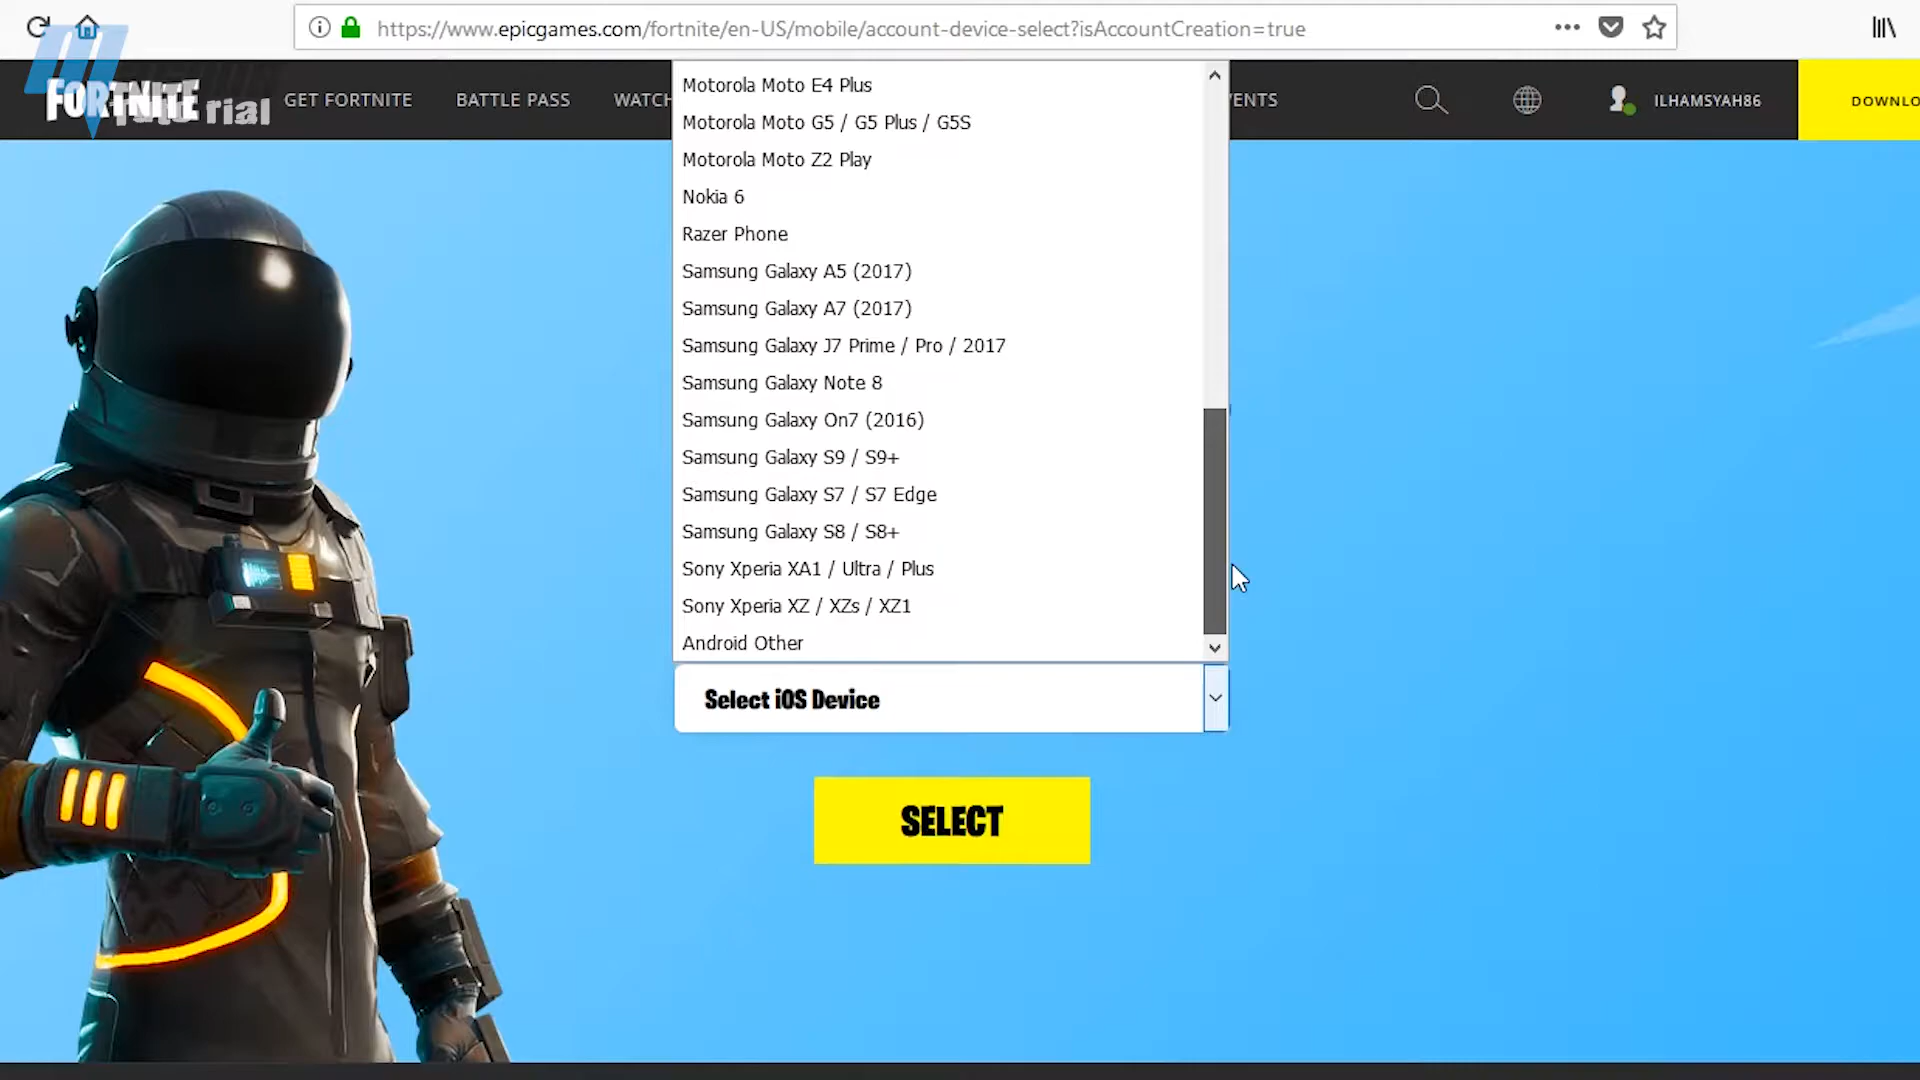 https://www.epicgames.com/fortnite/en-US/mobile/account-device-select?isAccountCreation=true
FORTNITE
Tutorial
GET FORTNITE
BATTLE PASS
WATCH
ILHAMSYAH86
Motorola Moto E4 Plus
Motorola Moto G5 / G5 Plus / G5S
Motorola Moto Z2 Play
Nokia 6
Razer Phone
Samsung Galaxy A5 (2017)
Samsung Galaxy A7 (2017)
Samsung Galaxy J7 Prime / Pro / 2017
Samsung Galaxy Note 8
Samsung Galaxy On7 (2016)
Samsung Galaxy S9 / S9+
Samsung Galaxy S7 / S7 Edge
Samsung Galaxy S8 / S8+
Sony Xperia XA1 / Ultra / Plus
Sony Xperia XZ / XZs / XZ1
Android Other
Select iOS Device
SELECT